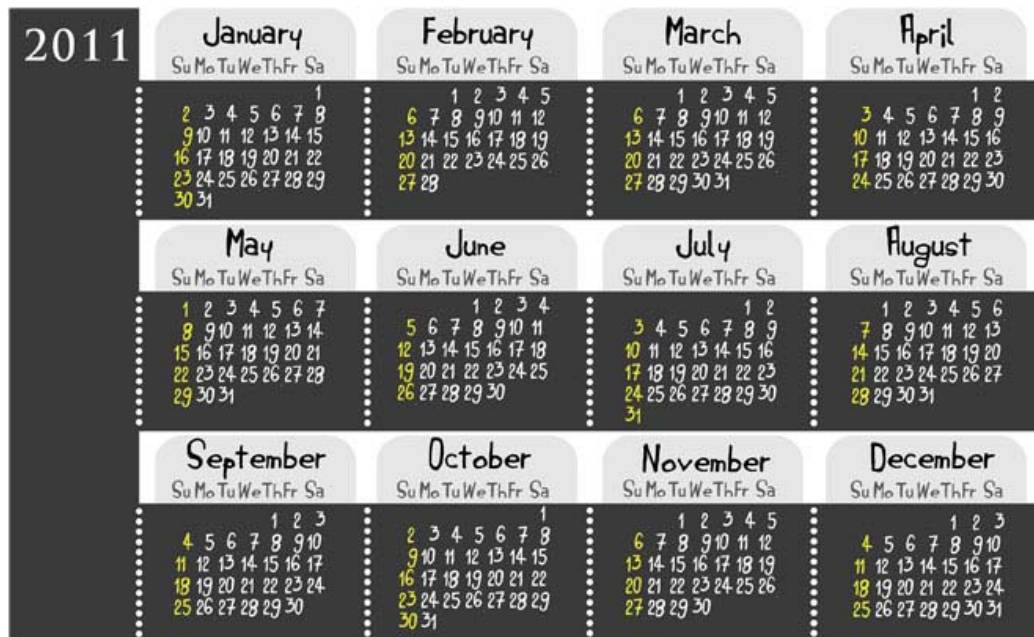 2011
January
Su Mo Tu We Th Fr Sa
1
2 3 4 5 6 7 8
9 10 11 12 13 14 15
16 17 18 19 20 21 22
23 24 25 26 27 28 29
30 31
February
Su Mo Tu We Th Fr Sa
1 2 3 4 5
6 7 8 9 10 11 12
13 14 15 16 17 18 19
20 21 22 23 24 25 26
27 28
March
Su Mo Tu We Th Fr Sa
1 2 3 4 5
6 7 8 9 10 11 12
13 14 15 16 17 18 19
20 21 22 23 24 25 26
27 28 29 30 31
April
Su Mo Tu We Th Fr Sa
1 2
3 4 5 6 7 8 9
10 11 12 13 14 15 16
17 18 19 20 21 22 23
24 25 26 27 28 29 30
May
Su Mo Tu We Th Fr Sa
1 2 3 4 5 6 7
8 9 10 11 12 13 14
15 16 17 18 19 20 21
22 23 24 25 26 27 28
29 30 31
June
Su Mo Tu We Th Fr Sa
1 2 3 4
5 6 7 8 9 10 11
12 13 14 15 16 17 18
19 20 21 22 23 24 25
26 27 28 29 30
July
Su Mo Tu We Th Fr Sa
1 2
3 4 5 6 7 8 9
10 11 12 13 14 15 16
17 18 19 20 21 22 23
24 25 26 27 28 29 30
31
August
Su Mo Tu We Th Fr Sa
1 2 3 4 5 6
7 8 9 10 11 12 13
14 15 16 17 18 19 20
21 22 23 24 25 26 27
28 29 30 31
September
Su Mo Tu We Th Fr Sa
1 2 3
4 5 6 7 8 9 10
11 12 13 14 15 16 17
18 19 20 21 22 23 24
25 26 27 28 29 30
October
Su Mo Tu We Th Fr Sa
1
2 3 4 5 6 7 8
9 10 11 12 13 14 15
16 17 18 19 20 21 22
23 24 25 26 27 28 29
30 31
November
Su Mo Tu We Th Fr Sa
1 2 3 4 5
6 7 8 9 10 11 12
13 14 15 16 17 18 19
20 21 22 23 24 25 26
27 28 29 30
December
Su Mo Tu We Th Fr Sa
1 2 3
4 5 6 7 8 9 10
11 12 13 14 15 16 17
18 19 20 21 22 23 24
25 26 27 28 29 30 31